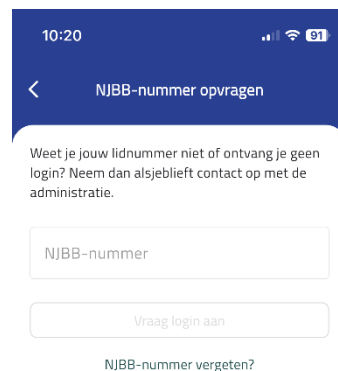 10:20
91
NJBB-nummer opvragen
Weet je jouw lidnummer niet of ontvang je geen
login? Neem dan alsjeblieft contact op met de
administratie.
NJBB-nummer
Vraag login aan
NJBB-nummer vergeten?